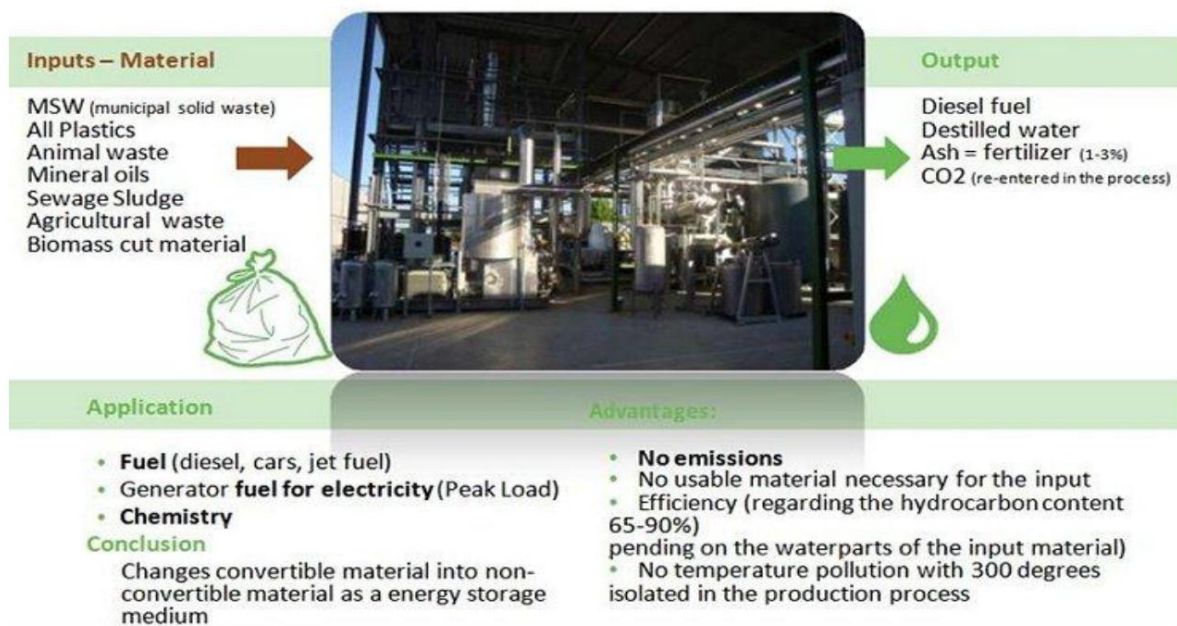 Inputs – Material
MSW (municipal solid waste)
All Plastics
Animal waste
Mineral oils
Sewage Sludge
Agricultural waste
Biomass cut material
Output
Diesel fuel
Destilled water
Ash = fertilizer (1-3%)
CO2 (re-entered in the process)
Application
• Fuel (diesel, cars, jet fuel)
• Generator fuel for electricity (Peak Load)
• Chemistry
Conclusion
Changes convertible material into non-
convertible material as a energy storage
medium
Advantages:
• No emissions
• No usable material necessary for the input
• Efficiency (regarding the hydrocarbon content
65-90%)
pending on the waterparts of the input material)
• No temperature pollution with 300 degrees
isolated in the production process